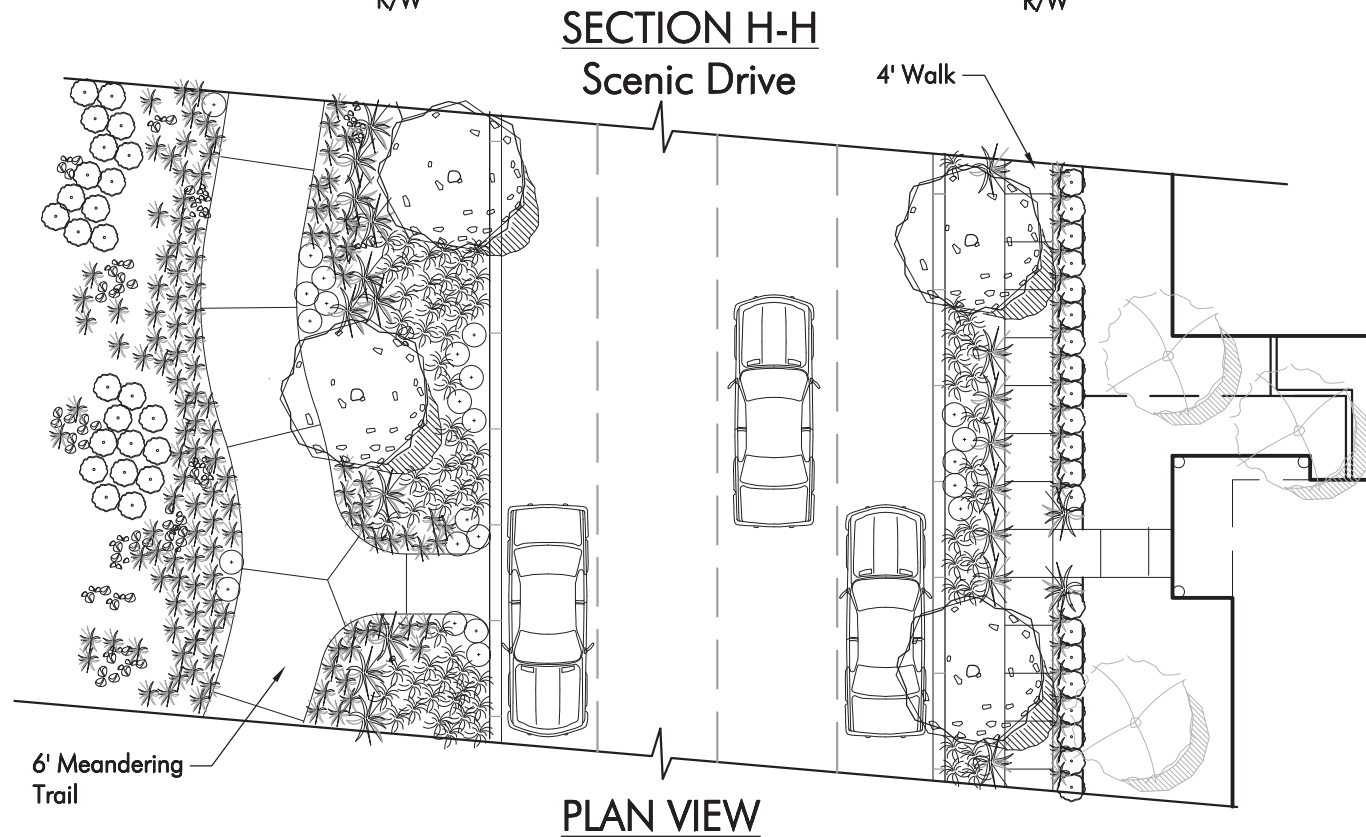 R/W
R/W
SECTION H-H
Scenic Drive
4' Walk
6' Meandering
Trail
PLAN VIEW